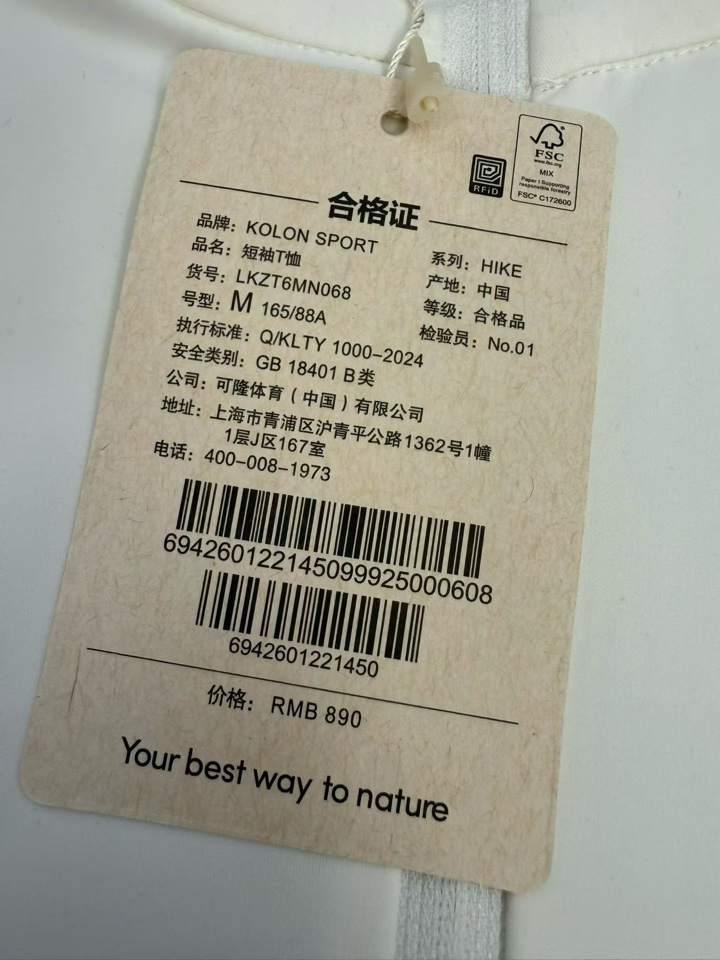 FSC
www.fsc.org
MIX
Paper | Supporting
responsible forestry
FSC® C172600
RFiD
合格证
品牌：KOLON SPORT
系列：HIKE
品名：短袖T恤
产地：中国
货号：LKZT6MN068
等级：合格品
号型：M 165/88A
检验员：No.01
执行标准：Q/KLTY 1000–2024
安全类别：GB 18401 B类
公司：可隆体育（中国）有限公司
地址：上海市青浦区沪青平公路1362号1幢
1层J区167室
电话：400–008–1973
694260122145099925000608
6942601221450
价格：RMB 890
Your best way to nature